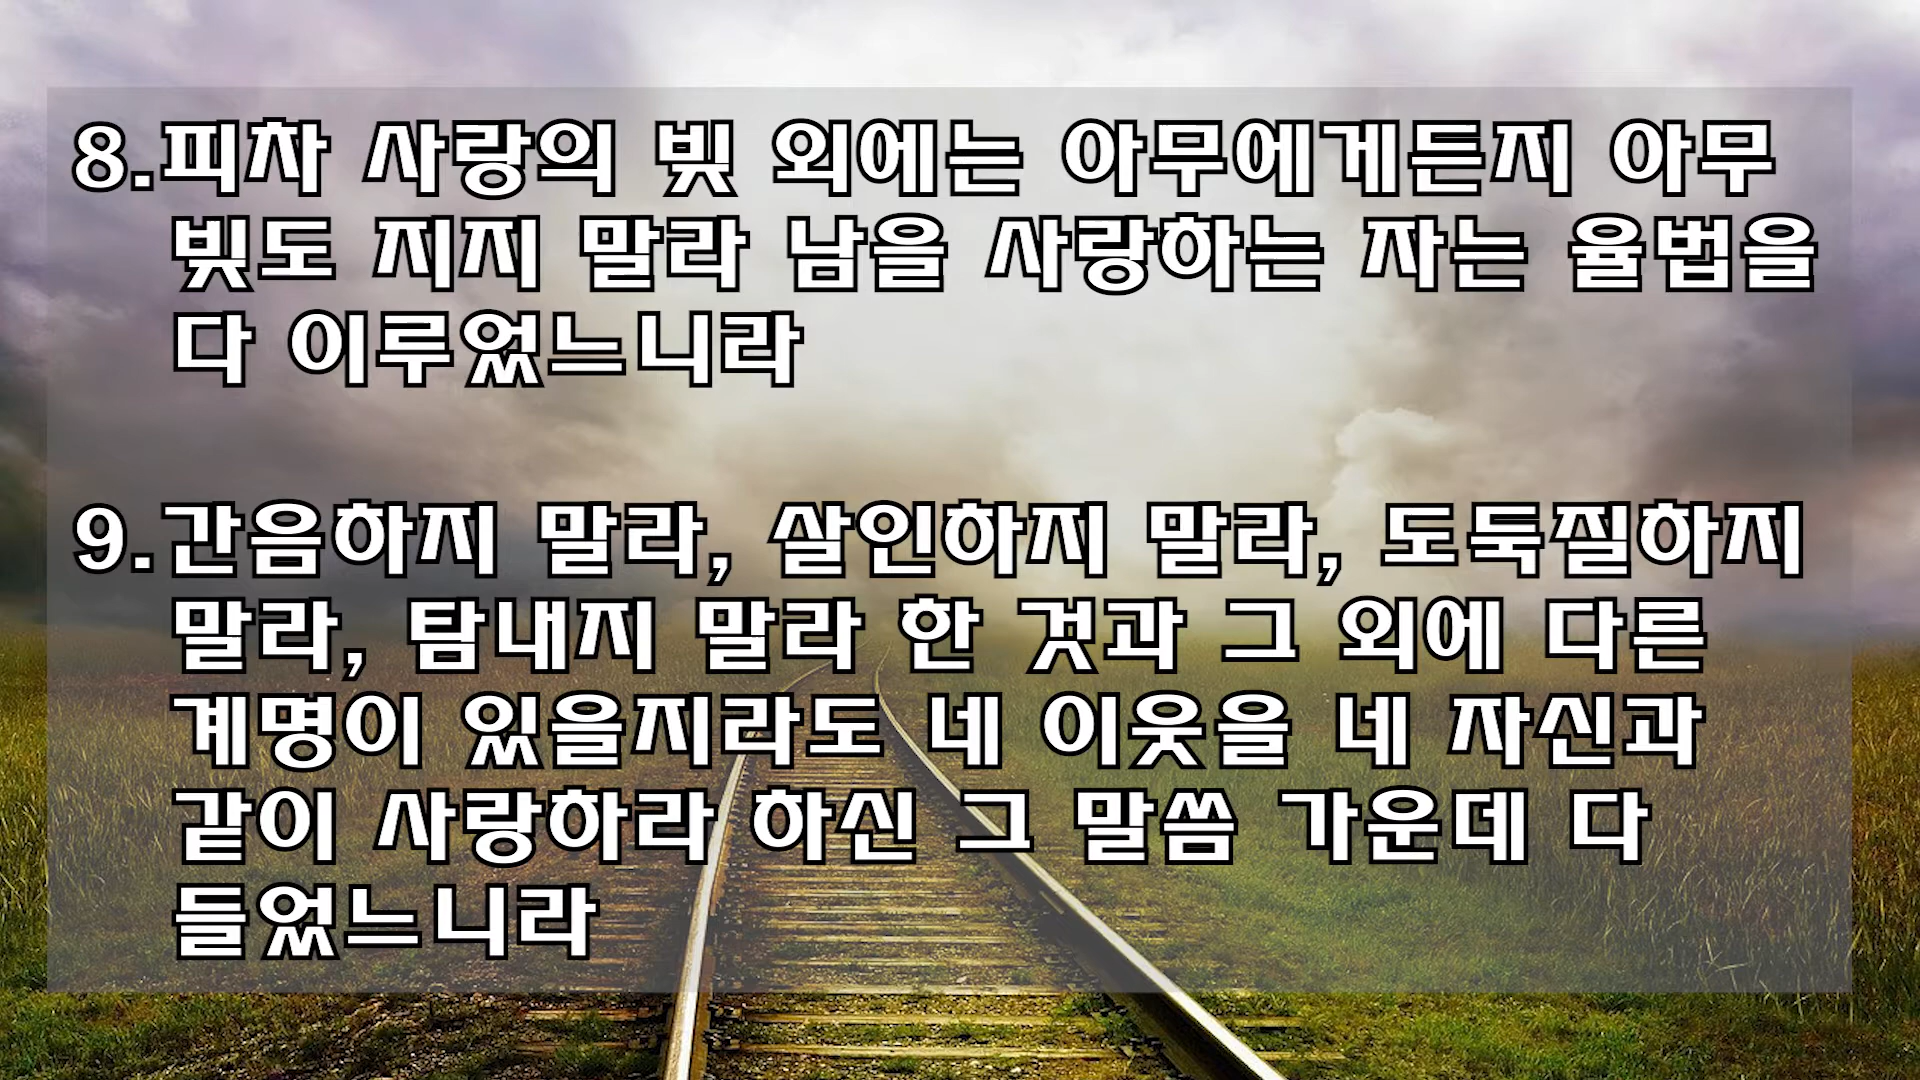 8.피차 사랑의 빚 외에는 아무에게든지 아무
빚도 지지 말라 남을 사랑하는 자는 율법을
다 이루었느니라
9.간음하지 말라, 살인하지 말라, 도둑질하지
말라, 탐내지 말라 한 것과 그 외에 다른
계명이 있을지라도 네 이웃을 네 자신과
같이 사랑하라 하신 그 말씀 가운데 다
들었느니라